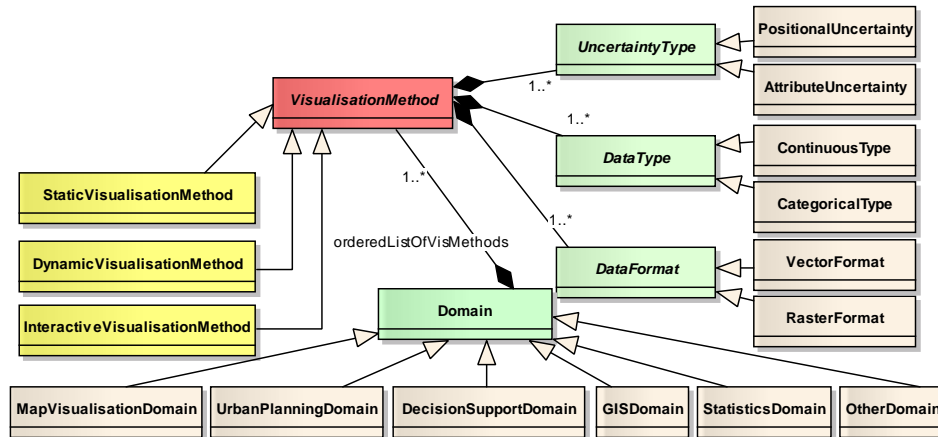 PositionalUncertainty
UncertaintyType
1..*
AttributeUncertainty
VisualisationMethod
1..*
DataType
ContinuousType
CategoricalType
StaticVisualisationMethod
1..*
1..*
orderedListOfVisMethods
DynamicVisualisationMethod
DataFormat
VectorFormat
RasterFormat
InteractiveVisualisationMethod
Domain
MapVisualisationDomain
UrbanPlanningDomain
DecisionSupportDomain
GISDomain
StatisticsDomain
OtherDomain